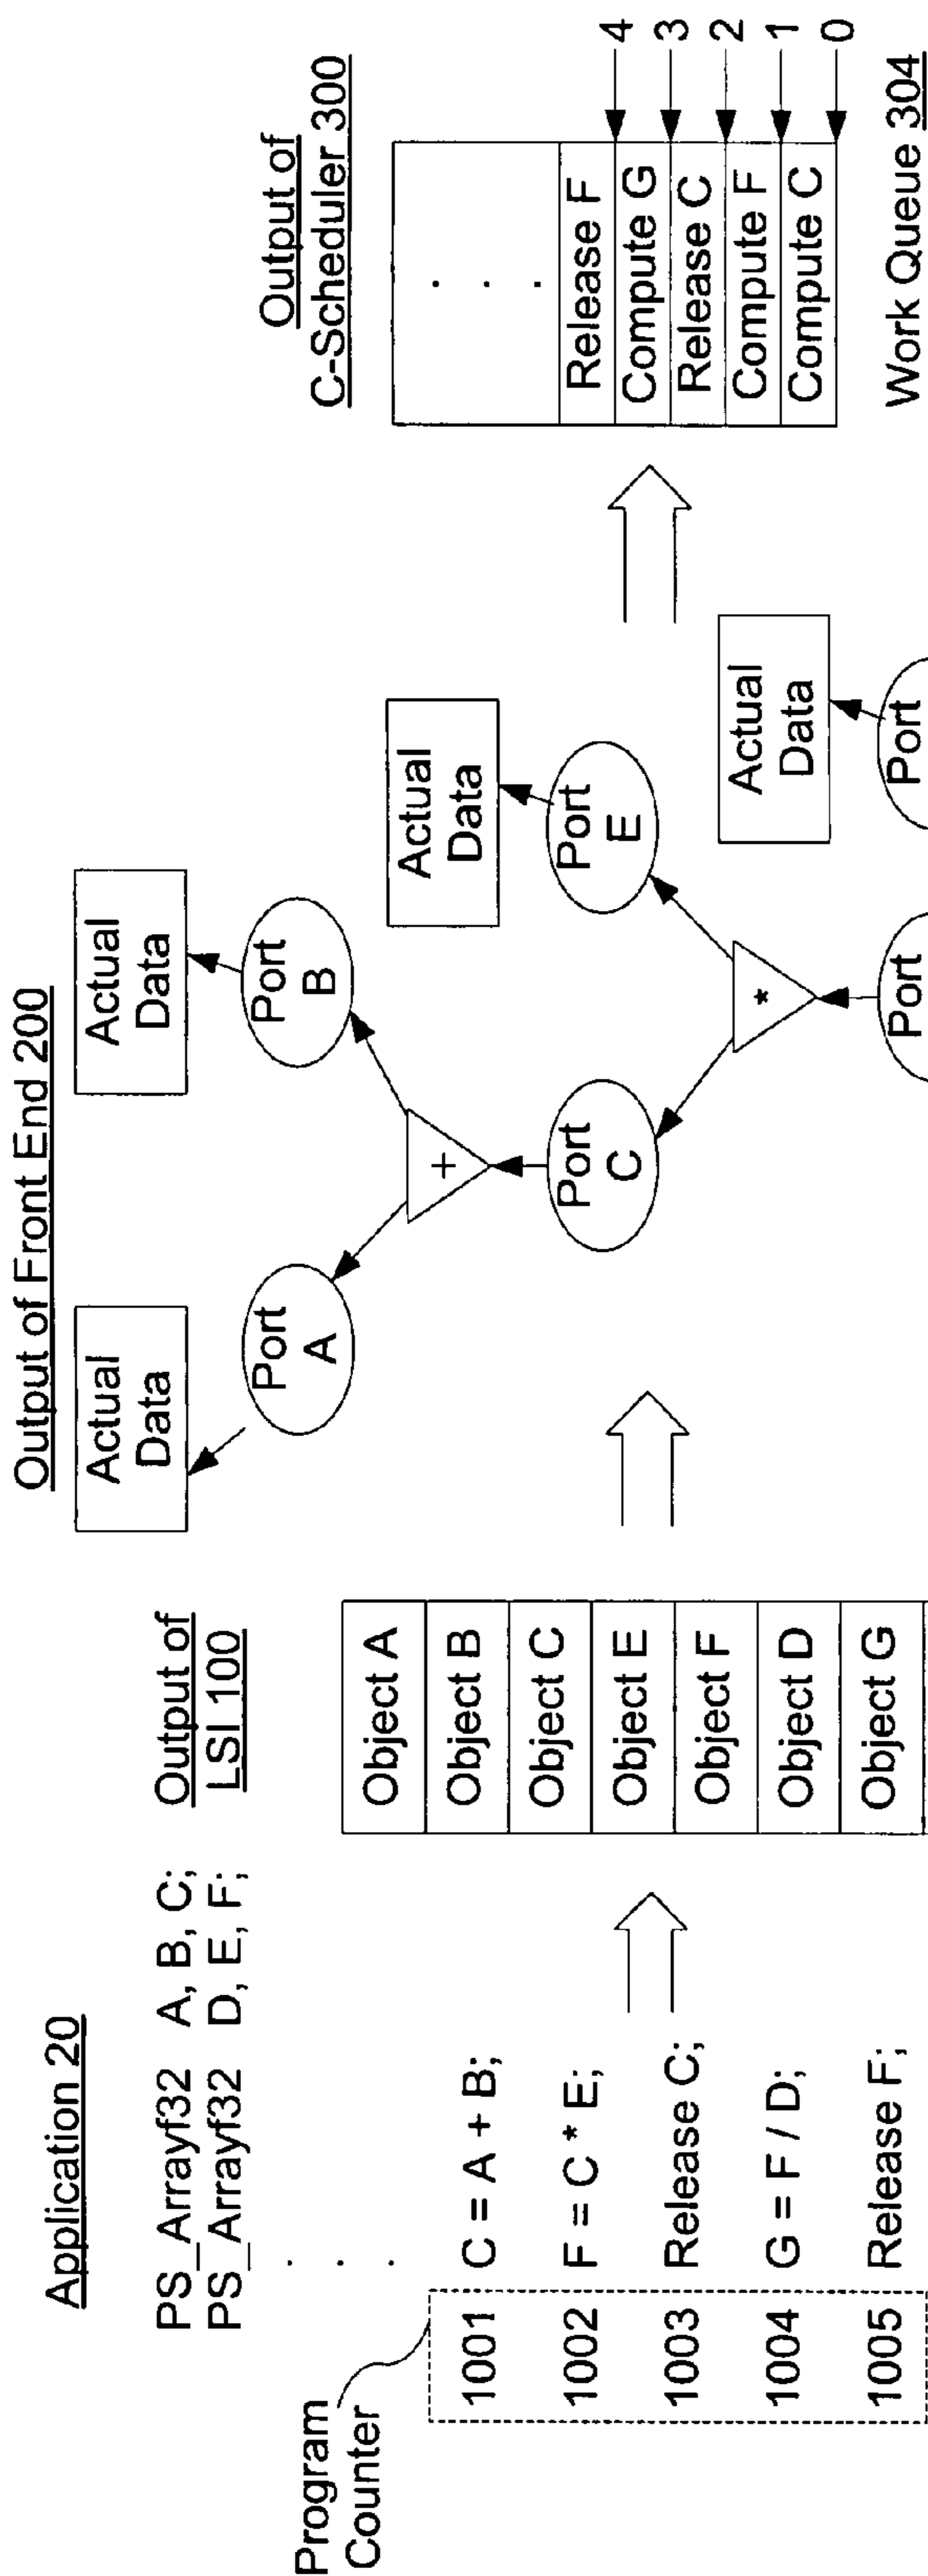 Application 20
PS_Arrayf32 A, B, C;
PS_Arrayf32 D, E, F;
.
.
.
Program
Counter
1001 C = A + B;
1002 F = C * E;
1003 Release C;
1004 G = F / D;
1005 Release F;
Output of
LSI 100
Object A
Object B
Object C
Object E
Object F
Object D
Object G
Output of Front End 200
Actual
Data
Actual
Data
Port
A
Port
B
+
Actual
Data
Port
C
Port
E
*
Actual
Data
Port
Port
Output of
C-Scheduler 300
.
.
.
Release F
Compute G
Release C
Compute F
Compute C
4
3
2
1
0
Work Queue 304